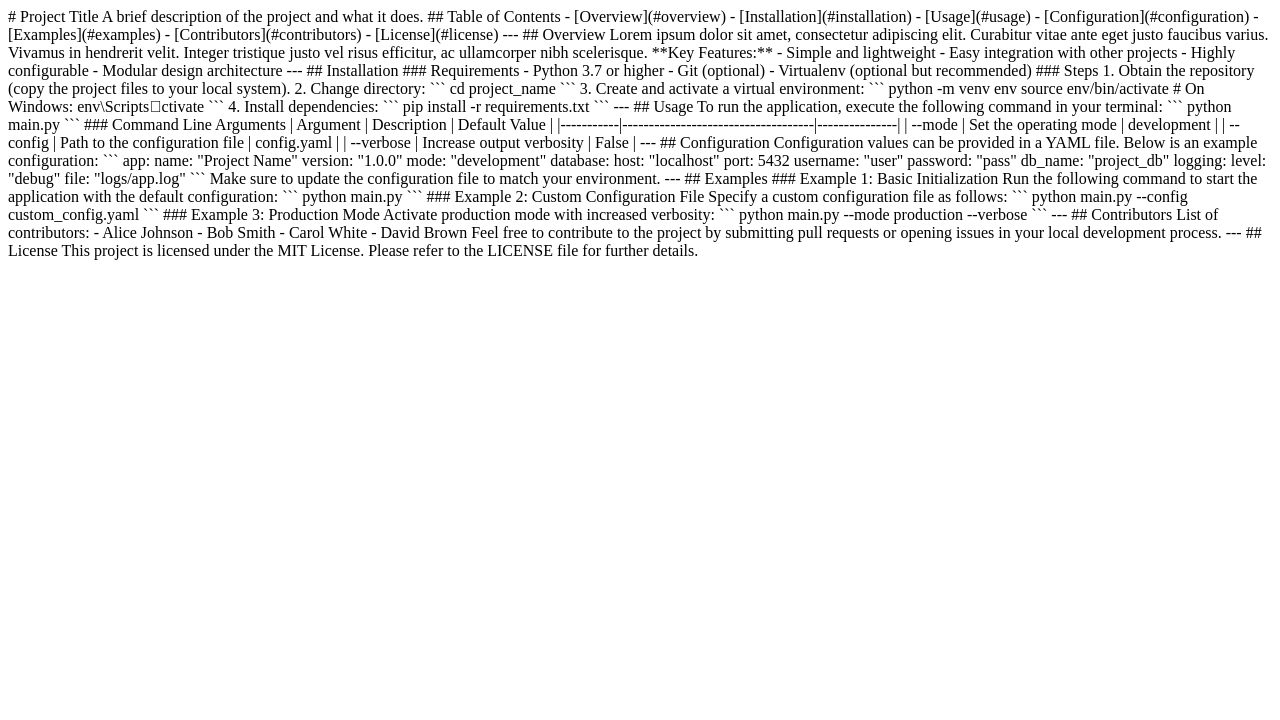 # Project Title A brief description of the project and what it does. ## Table of Contents - [Overview](#overview) - [Installation](#installation) - [Usage](#usage) - [Configuration](#configuration) -
[Examples](#examples) - [Contributors](#contributors) - [License](#license) --- ## Overview Lorem ipsum dolor sit amet, consectetur adipiscing elit. Curabitur vitae ante eget justo faucibus varius.
Vivamus in hendrerit velit. Integer tristique justo vel risus efficitur, ac ullamcorper nibh scelerisque. **Key Features:** - Simple and lightweight - Easy integration with other projects - Highly
configurable - Modular design architecture --- ## Installation ### Requirements - Python 3.7 or higher - Git (optional) - Virtualenv (optional but recommended) ### Steps 1. Obtain the repository
(copy the project files to your local system). 2. Change directory: ``` cd project_name ``` 3. Create and activate a virtual environment: ``` python -m venv env source env/bin/activate # On
Windows: env\Scripts□ctivate ``` 4. Install dependencies: ``` pip install -r requirements.txt ``` --- ## Usage To run the application, execute the following command in your terminal: ``` python
main.py ``` ### Command Line Arguments | Argument | Description | Default Value | |-----------|------------------------------------|---------------| | --mode | Set the operating mode | development | | --
config | Path to the configuration file | config.yaml | | --verbose | Increase output verbosity | False | --- ## Configuration Configuration values can be provided in a YAML file. Below is an example
configuration: ``` app: name: "Project Name" version: "1.0.0" mode: "development" database: host: "localhost" port: 5432 username: "user" password: "pass" db_name: "project_db" logging: level:
"debug" file: "logs/app.log" ``` Make sure to update the configuration file to match your environment. --- ## Examples ### Example 1: Basic Initialization Run the following command to start the
application with the default configuration: ``` python main.py ``` ### Example 2: Custom Configuration File Specify a custom configuration file as follows: ``` python main.py --config
custom_config.yaml ``` ### Example 3: Production Mode Activate production mode with increased verbosity: ``` python main.py --mode production --verbose ``` --- ## Contributors List of
contributors: - Alice Johnson - Bob Smith - Carol White - David Brown Feel free to contribute to the project by submitting pull requests or opening issues in your local development process. --- ##
License This project is licensed under the MIT License. Please refer to the LICENSE file for further details.